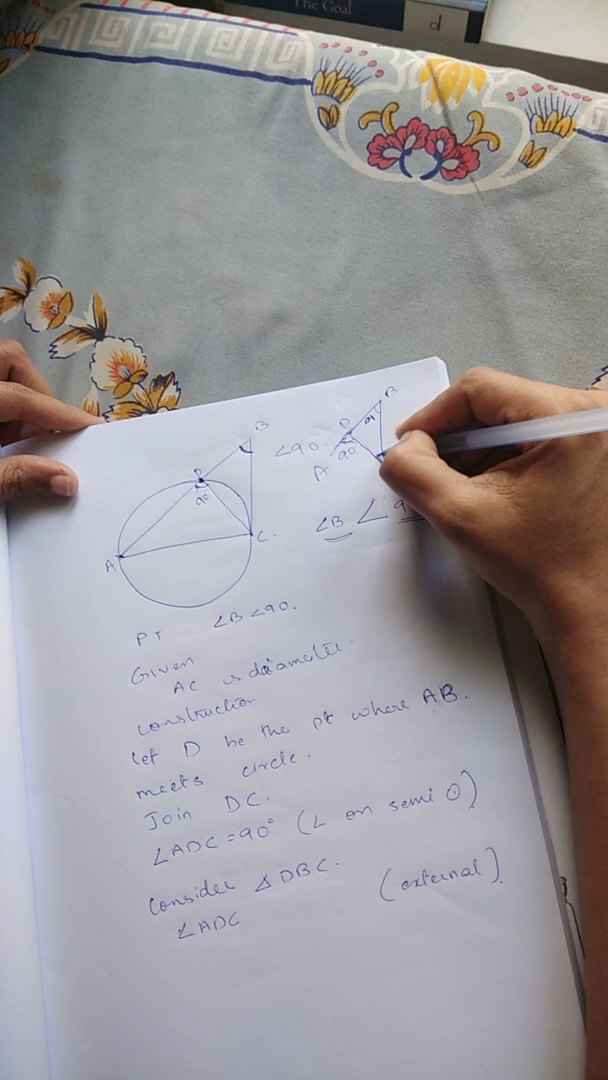 The Goal
d
B
D
90°
A
C.
∠90.
B
D
90°
A
∠B < 9
PT ∠B<90.
Given
AC is diameter.
construction
let D be the pt where AB.
meets circle.
Join DC.
∠ADC = 90° (∠ on semi ⊙)
Consider △DBC.
∠ADC (external).